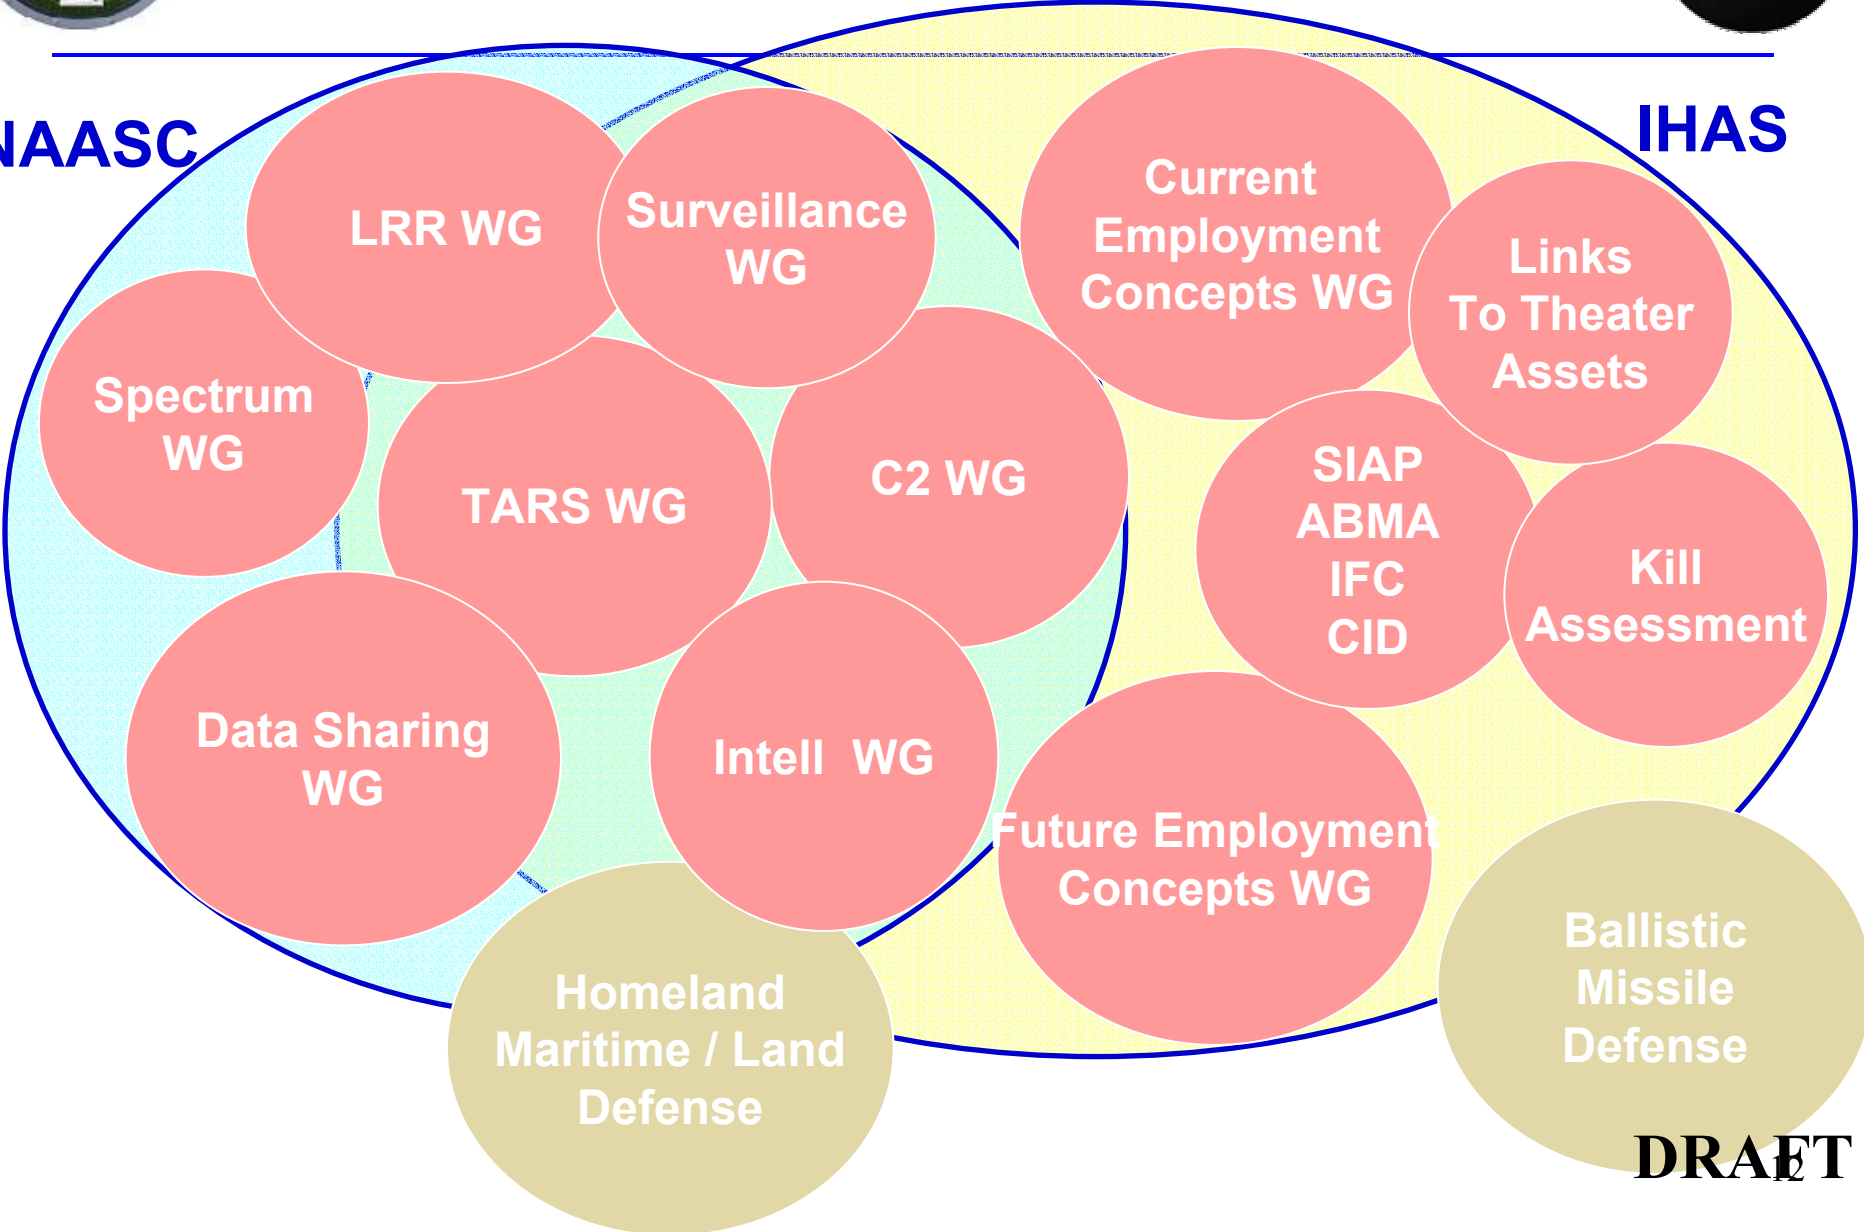 NAASC
IHAS
LRR WG
Surveillance
WG
Current
Employment
Concepts WG
Links
To Theater
Assets
Spectrum
WG
TARS WG
C2 WG
SIAP
ABMA
IFC
CID
Kill
Assessment
Data Sharing
WG
Intell WG
Future Employment
Concepts WG
Homeland
Maritime / Land
Defense
Ballistic
Missile
Defense
DRAFT
12